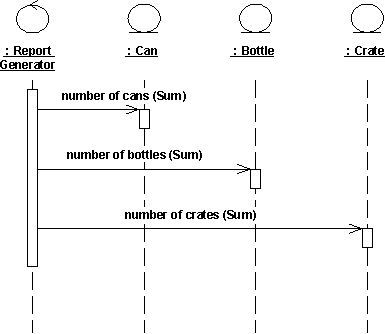 : Report
Generator
: Can
: Bottle
: Crate
number of cans (Sum)
number of bottles (Sum)
number of crates (Sum)